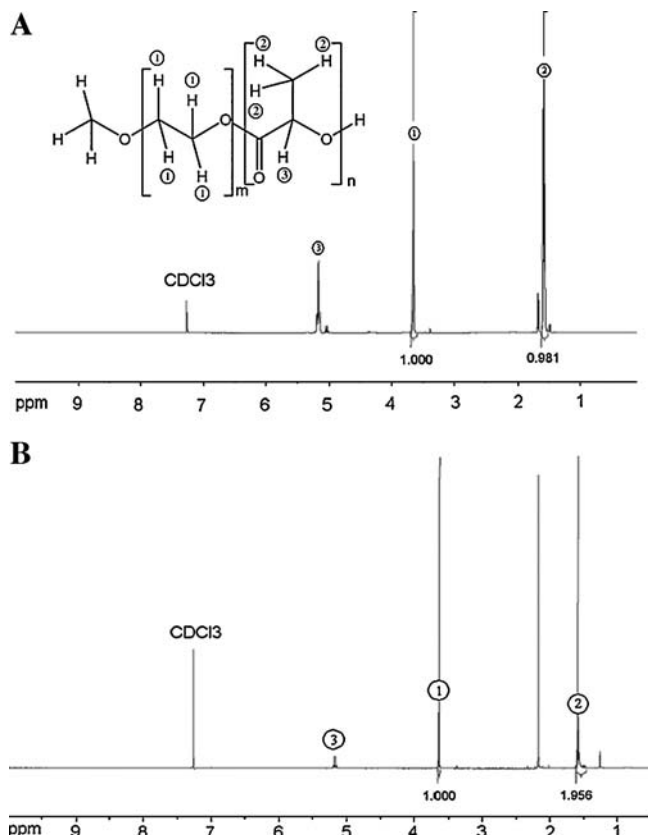 A
② ②
H H
① H
① ②
H H O O H
H O H O
H H H H O ③ n
① ① m
②
①
③
CDCl3
1.000 0.981
ppm 9 8 7 6 5 4 3 2 1
B
CDCl3
①
②
③
1.000 1.956
ppm 9 8 7 6 5 4 3 2 1